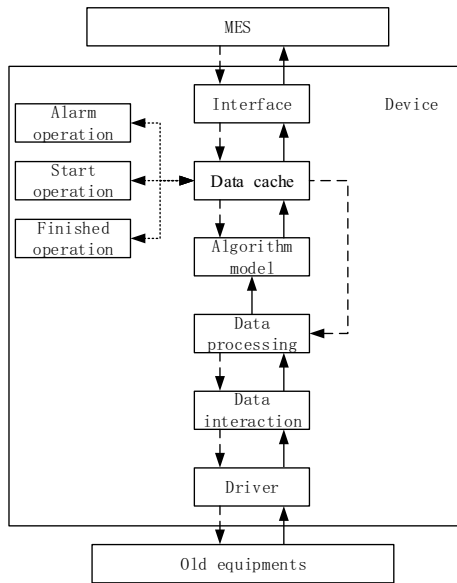 MES
Interface
Device
Alarm
operation
Start
operation
Data cache
Finished
operation
Algorithm
model
Data
processing
Data
interaction
Driver
Old equipments